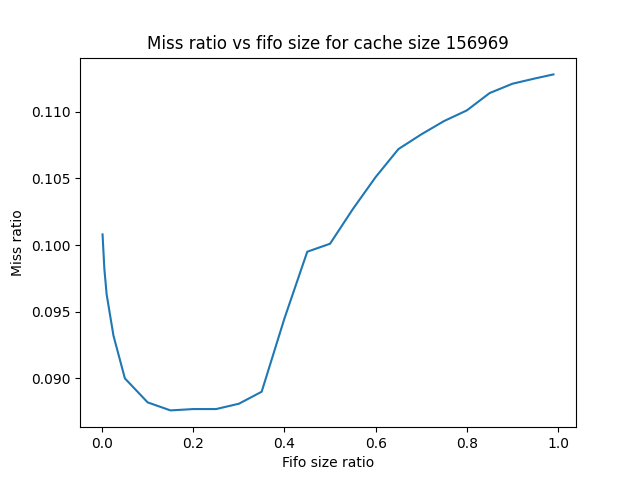 Miss ratio vs fifo size for cache size 156969
0.110
0.105
0.100
0.095
0.090
Miss ratio
0.0 0.2 0.4 0.6 0.8 1.0
Fifo size ratio